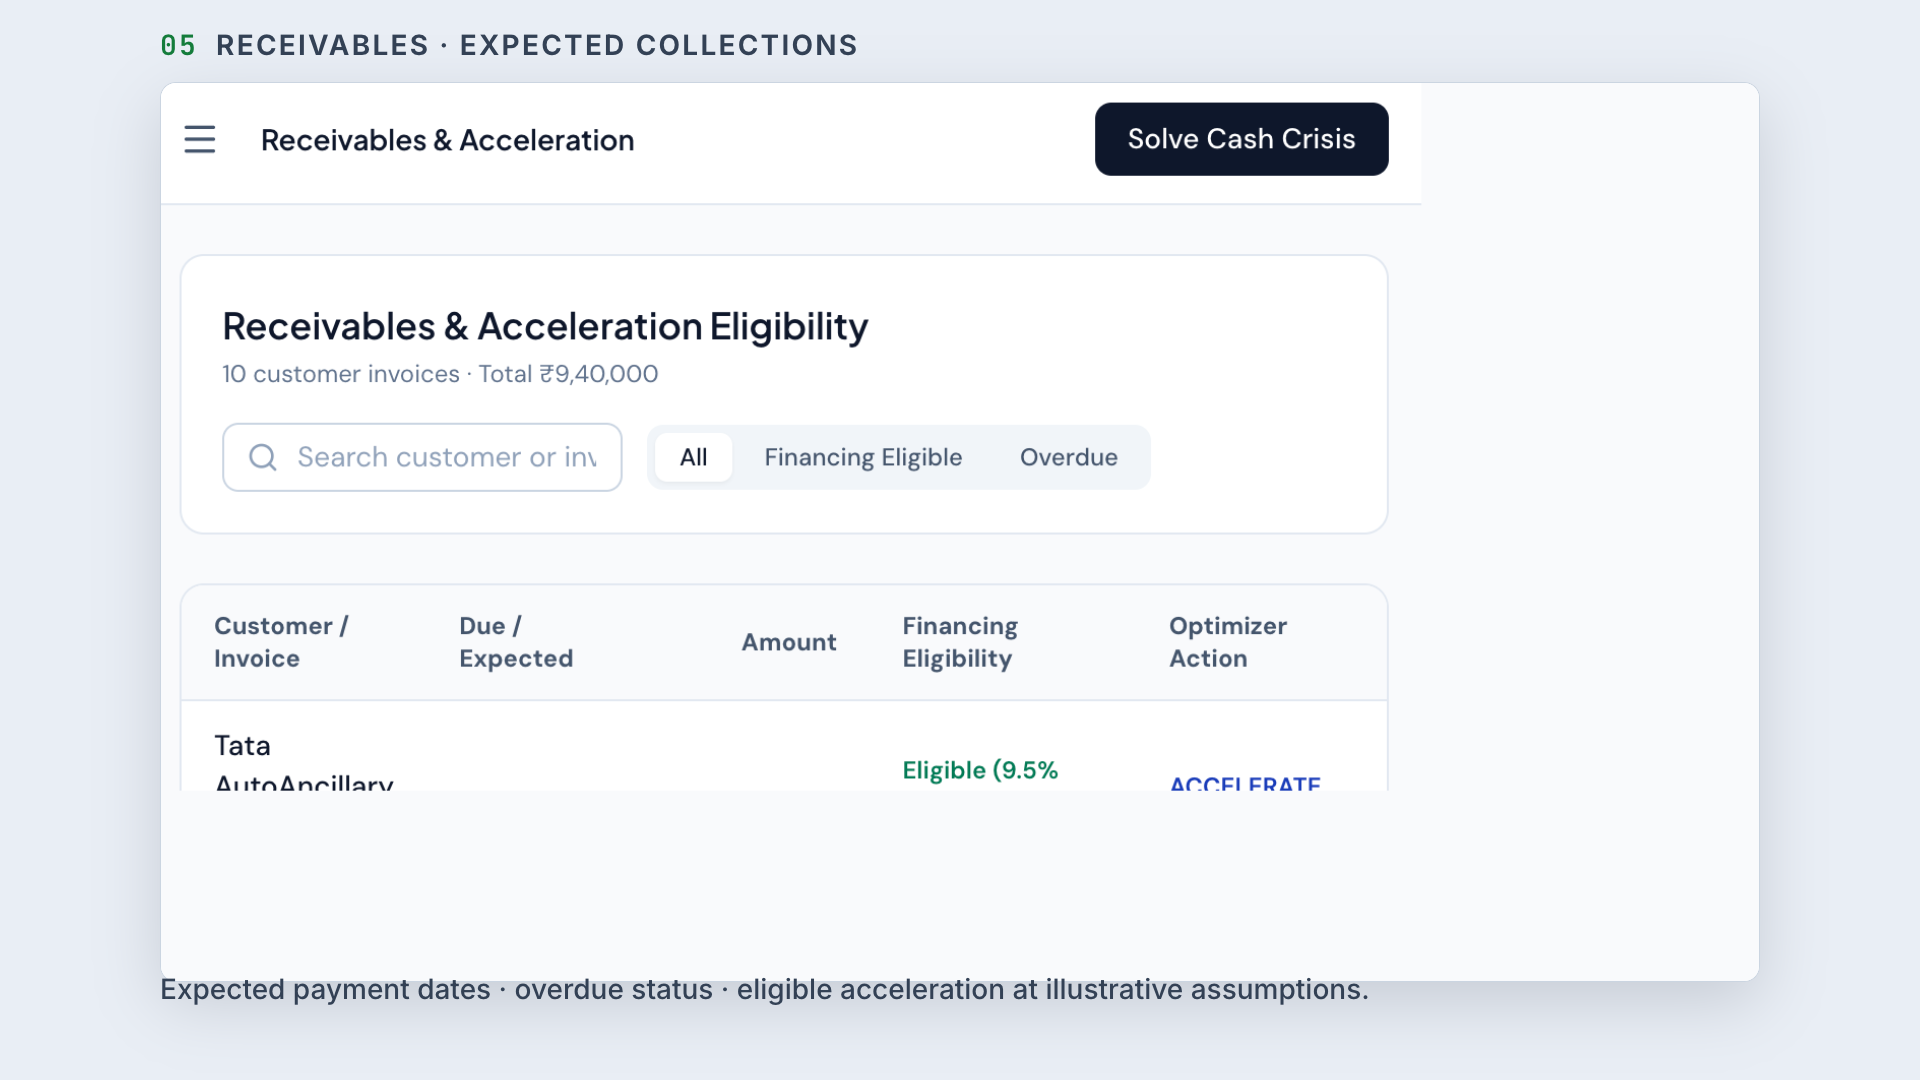 05 RECEIVABLES · EXPECTED COLLECTIONS
Receivables & Acceleration
Solve Cash Crisis
Receivables & Acceleration Eligibility
10 customer invoices · Total ₹9,40,000
Search customer or inv
All
Financing Eligible
Overdue
Customer /
Invoice
Due /
Expected
Amount
Financing
Eligibility
Optimizer
Action
Tata
AutoAncillary
Eligible (9.5%
ACCELERATE
Expected payment dates · overdue status · eligible acceleration at illustrative assumptions.